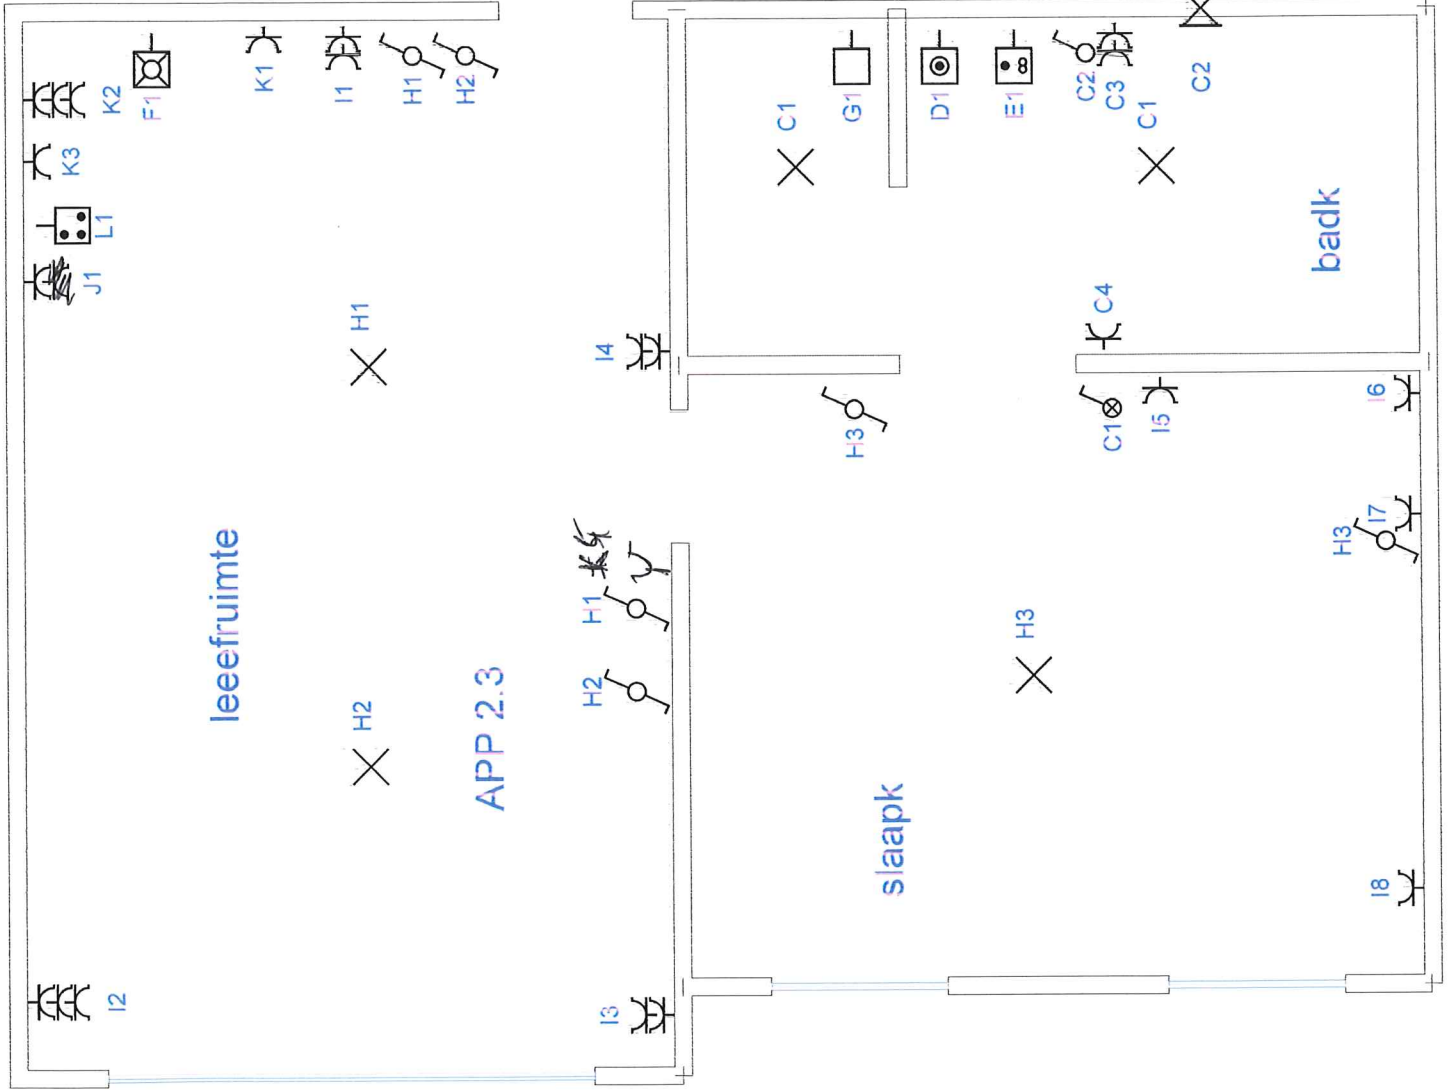 K2
F1
K1
I1
H1
H2
K3
L1
J1
H1
leeefruimte
H2
APP 2.3
I2
I3
I4
H1
H2
C1
G1
D1
E1
C2
C3
C1
C2
badk
C4
H3
C1
I5
I6
I7
H3
H3
slaapk
I8